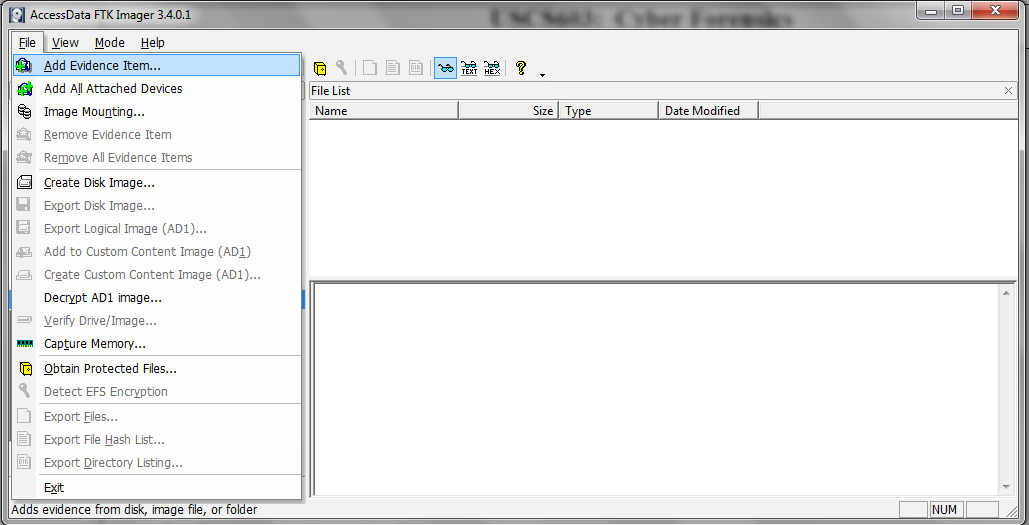 AccessData FTK Imager 3.4.0.1
USCS603: Cyber Forensics
File View Mode Help
Add Evidence Item...
Add All Attached Devices
Image Mounting...
Remove Evidence Item
Remove All Evidence Items
Create Disk Image...
Export Disk Image...
Export Logical Image (AD1)...
Add to Custom Content Image (AD1)
Create Custom Content Image (AD1)...
Decrypt AD1 image...
Verify Drive/Image...
Capture Memory...
Obtain Protected Files...
Detect EFS Encryption
Export Files...
Export File Hash List...
Export Directory Listing...
Exit
TEXT HEX
File List
Name Size Type Date Modified
Adds evidence from disk, image file, or folder
NUM